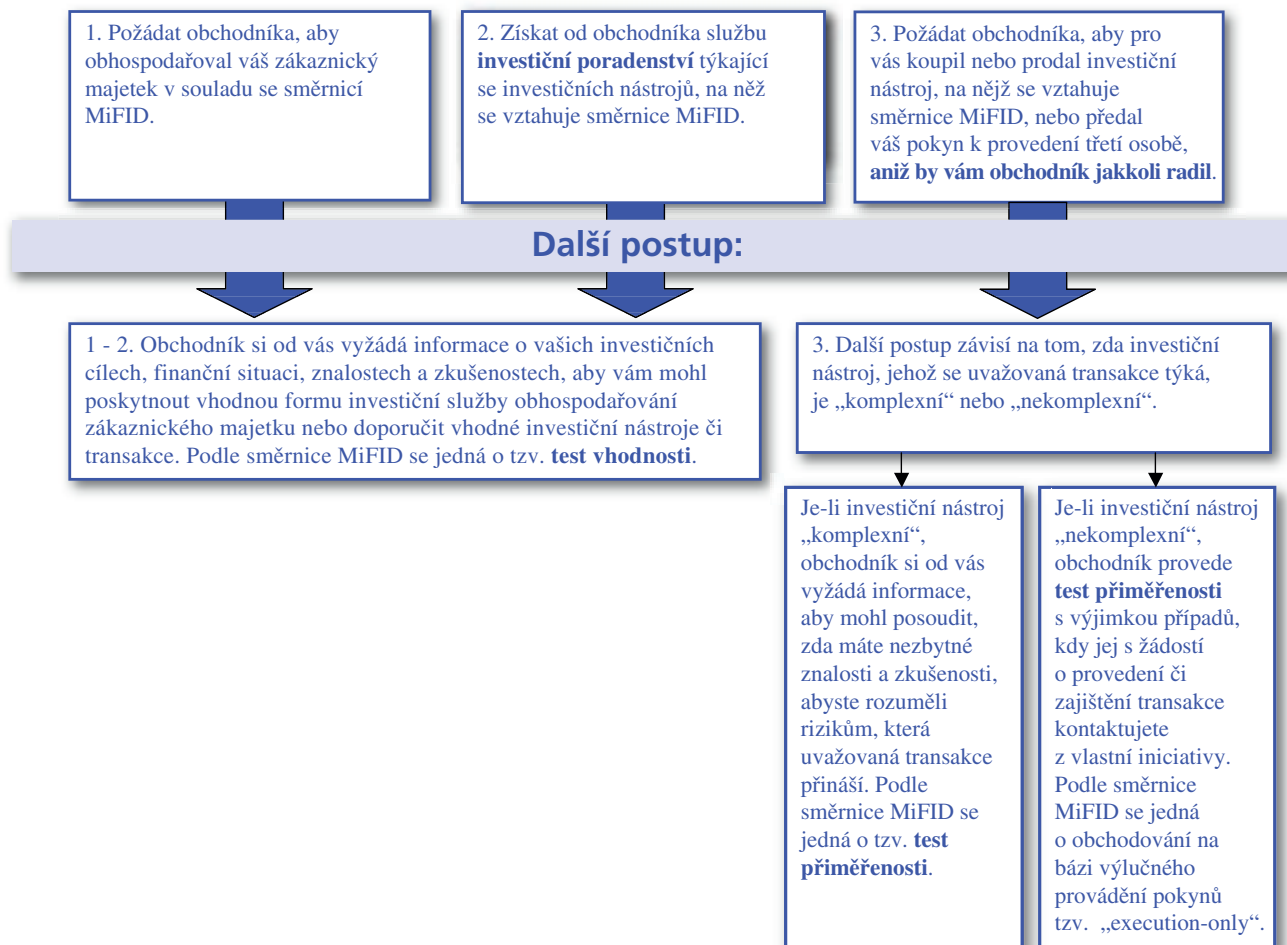 1. Požádat obchodníka, aby
obhospodařoval váš zákaznický
majetek v souladu se směrnicí
MiFID.
2. Získat od obchodníka službu
investiční poradenství týkající
se investičních nástrojů, na něž
se vztahuje směrnice MiFID.
3. Požádat obchodníka, aby pro
vás koupil nebo prodal investiční
nástroj, na nějž se vztahuje
směrnice MiFID, nebo předal
váš pokyn k provedení třetí osobě,
aniž by vám obchodník jakkoli radil.
Další postup:
1 - 2. Obchodník si od vás vyžádá informace o vašich investičních
cílech, finanční situaci, znalostech a zkušenostech, aby vám mohl
poskytnout vhodnou formu investiční služby obhospodařování
zákaznického majetku nebo doporučit vhodné investiční nástroje či
transakce. Podle směrnice MiFID se jedná o tzv. test vhodnosti.
3. Další postup závisí na tom, zda investiční
nástroj, jehož se uvažovaná transakce týká,
je „komplexní“ nebo „nekomplexní“.
Je-li investiční nástroj
„komplexní“,
obchodník si od vás
vyžádá informace,
aby mohl posoudit,
zda máte nezbytné
znalosti a zkušenosti,
abyste rozuměli
rizikům, která
uvažovaná transakce
přináší. Podle
směrnice MiFID se
jedná o tzv. test
přiměřenosti.
Je-li investiční nástroj
„nekomplexní“,
obchodník provede
test přiměřenosti
s výjimkou případů,
kdy jej s žádostí
o provedení či
zajištění transakce
kontaktujete
z vlastní iniciativy.
Podle směrnice
MiFID se jedná
o obchodování na
bázi výlučného
provádění pokynů
tzv. „execution-only“.